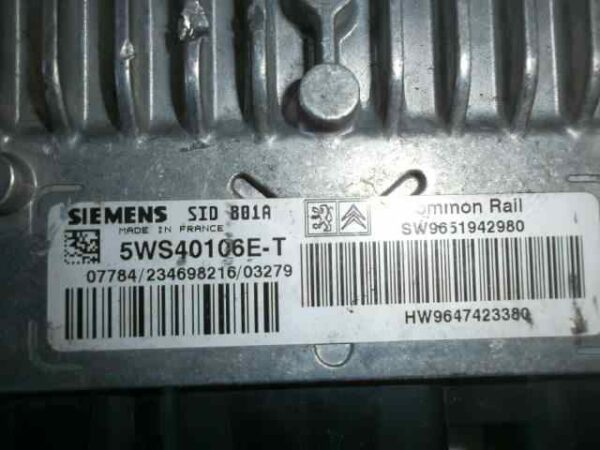 SIEMENS SID 801A
MADE IN FRANCE
5WS40106E-T
07784/234698216/03279
Common Rail
SW9651942980
HW9647423380